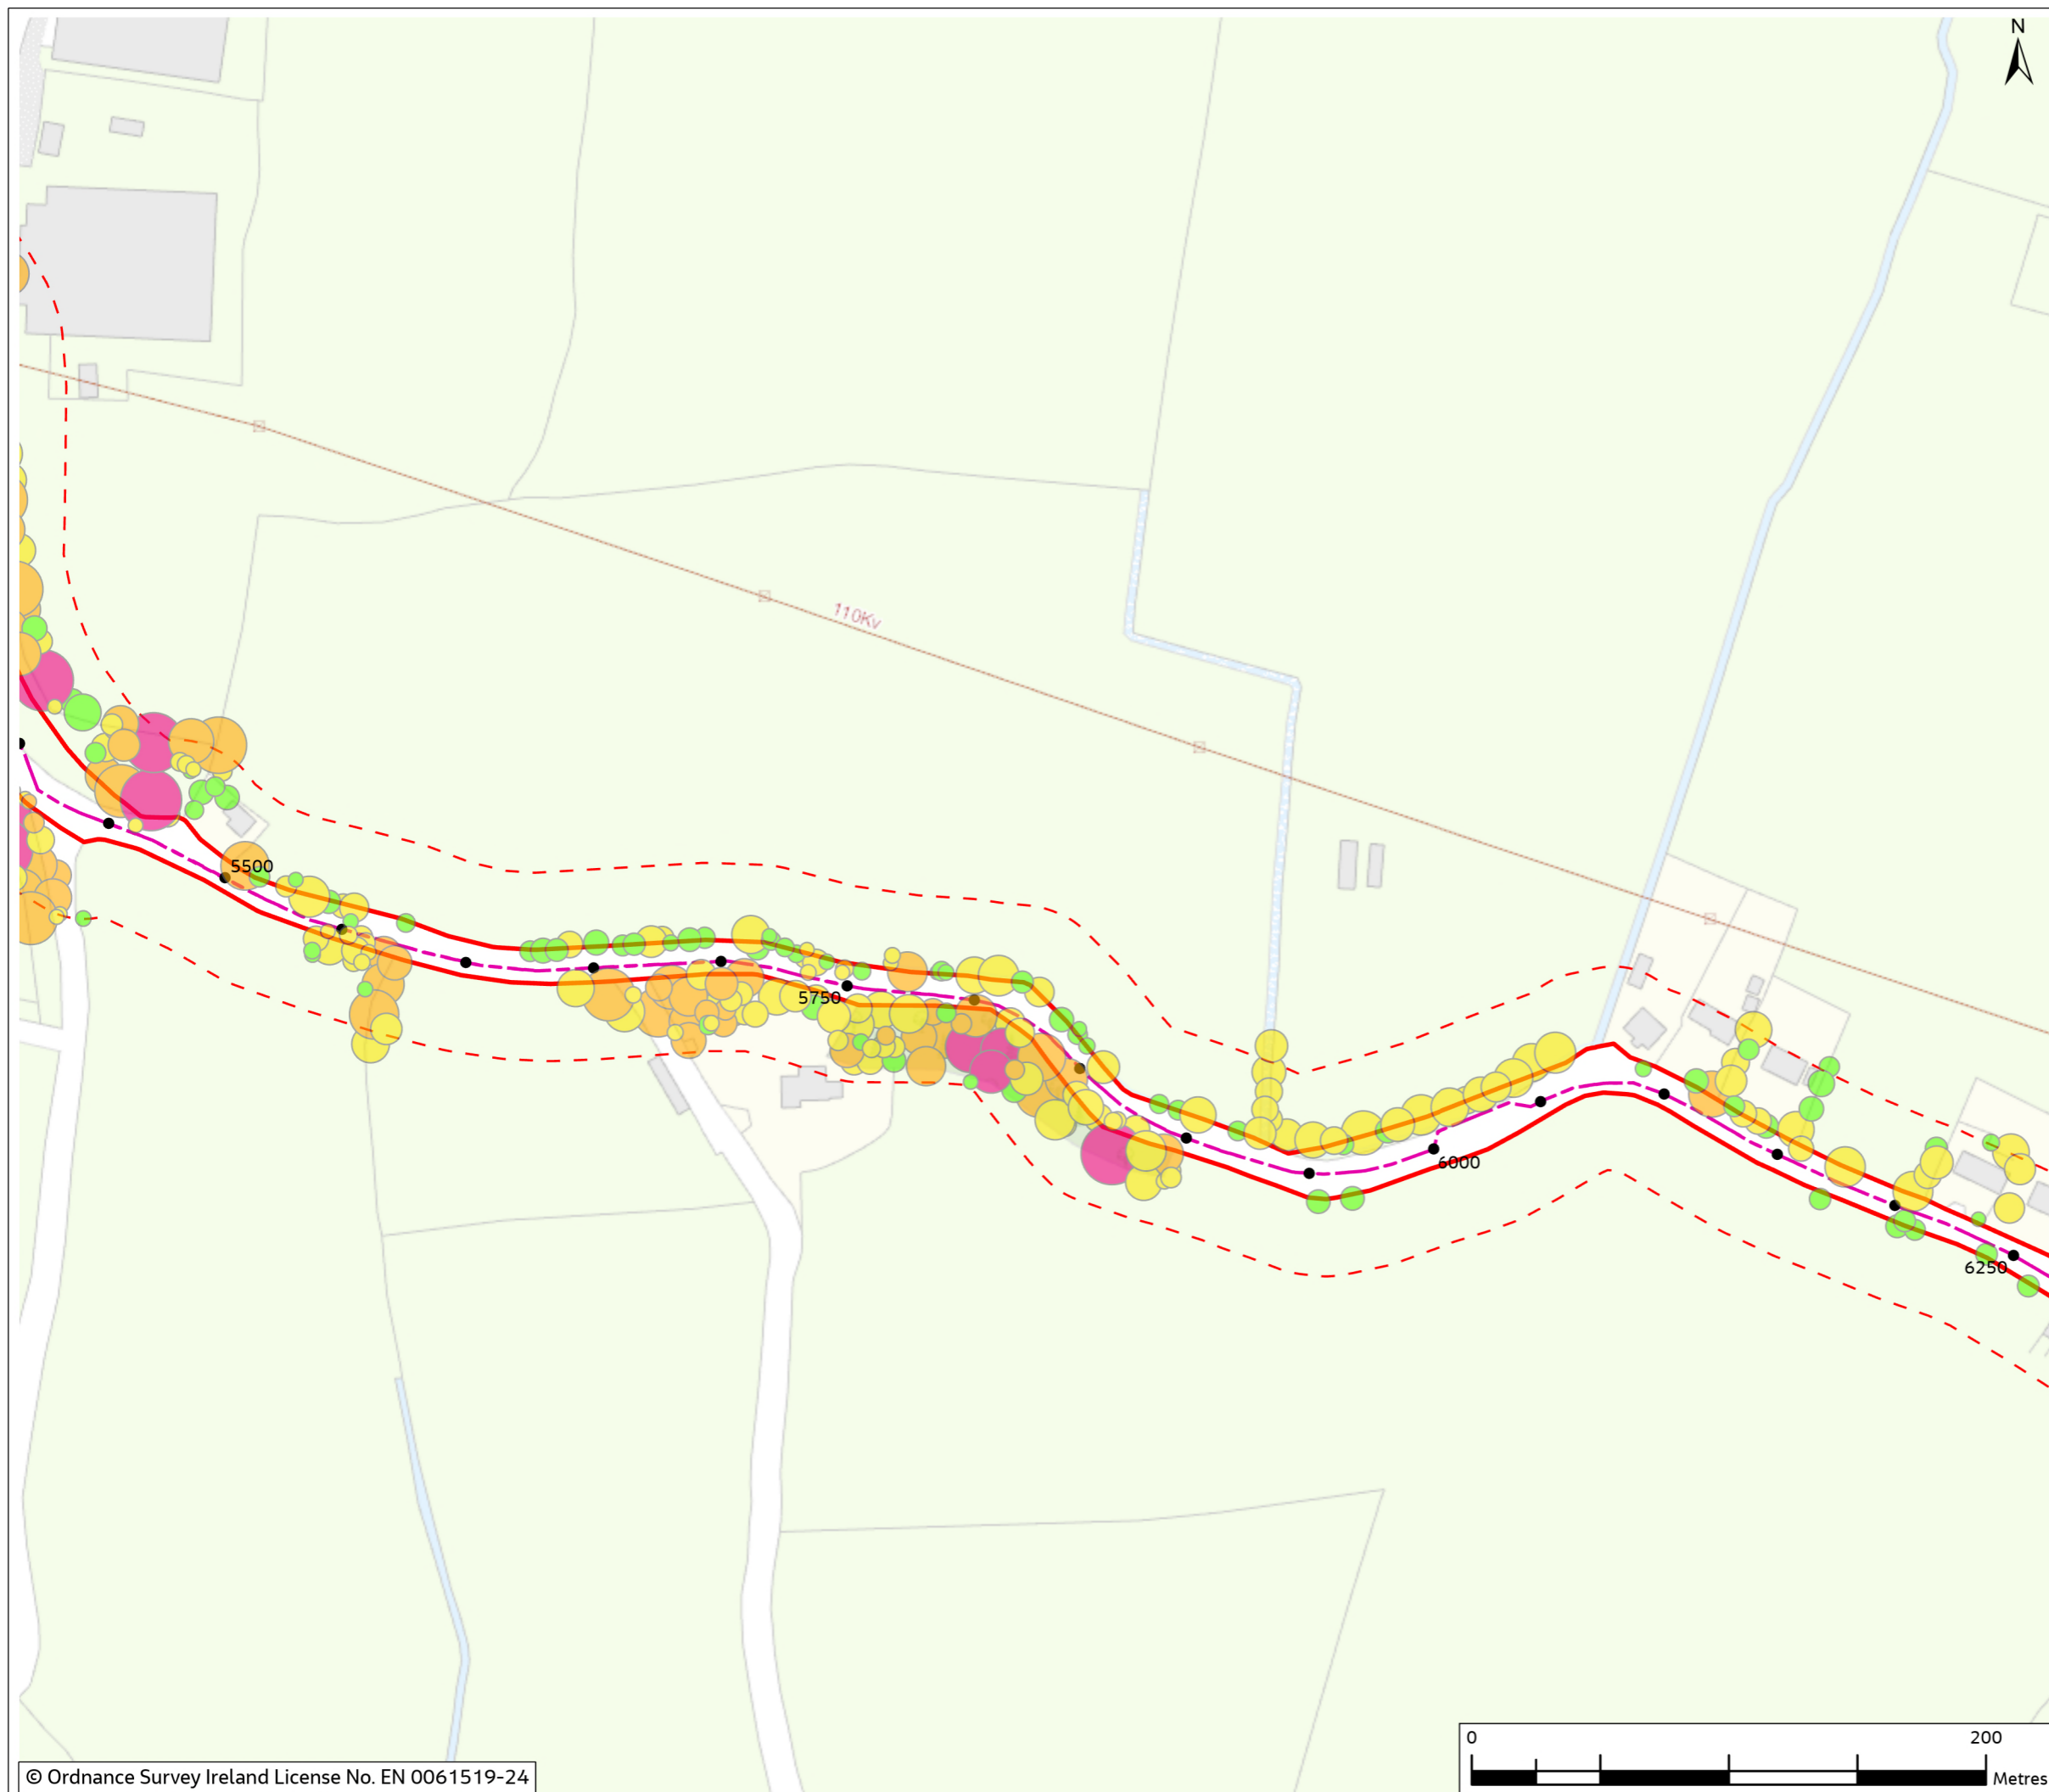 N
110Kv
5500
5750
6000
6250
0 200
Metres
© Ordnance Survey Ireland License No. EN 0061519-24